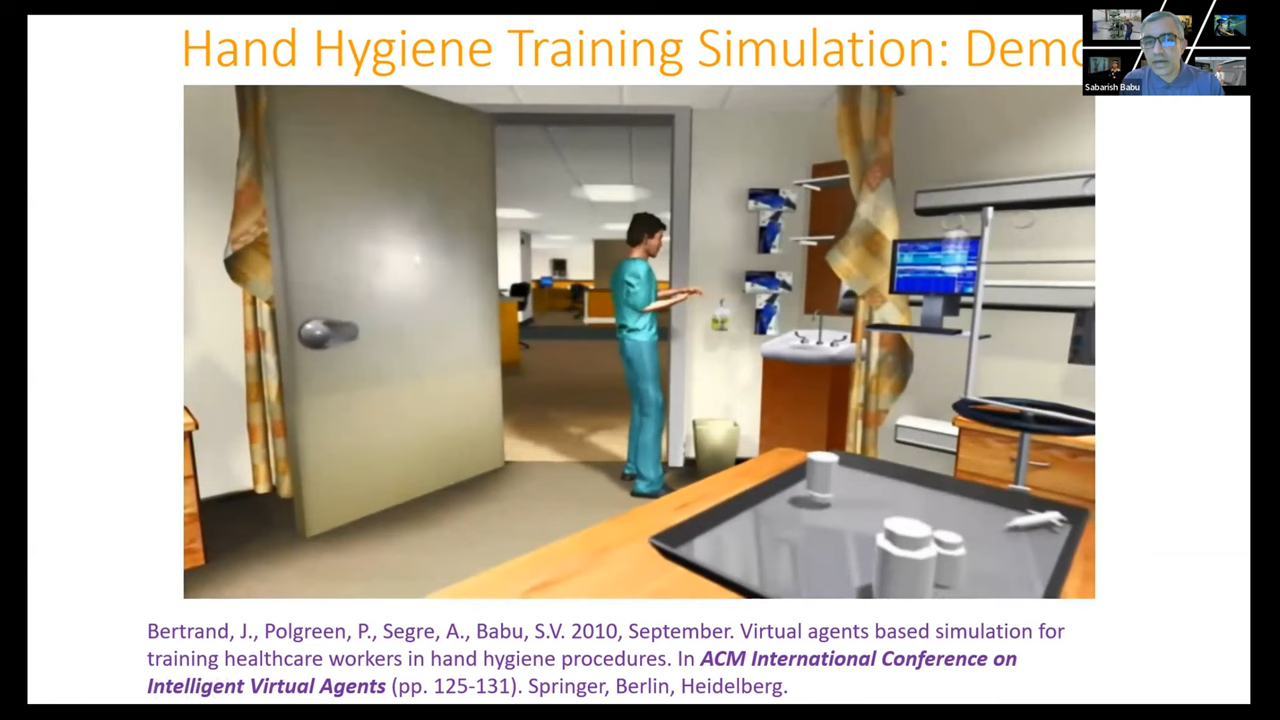 Hand Hygiene Training Simulation: Demo
Sabarish Babu
Bertrand, J., Polgreen, P., Segre, A., Babu, S.V. 2010, September. Virtual agents based simulation for
training healthcare workers in hand hygiene procedures. In ACM International Conference on
Intelligent Virtual Agents (pp. 125-131). Springer, Berlin, Heidelberg.